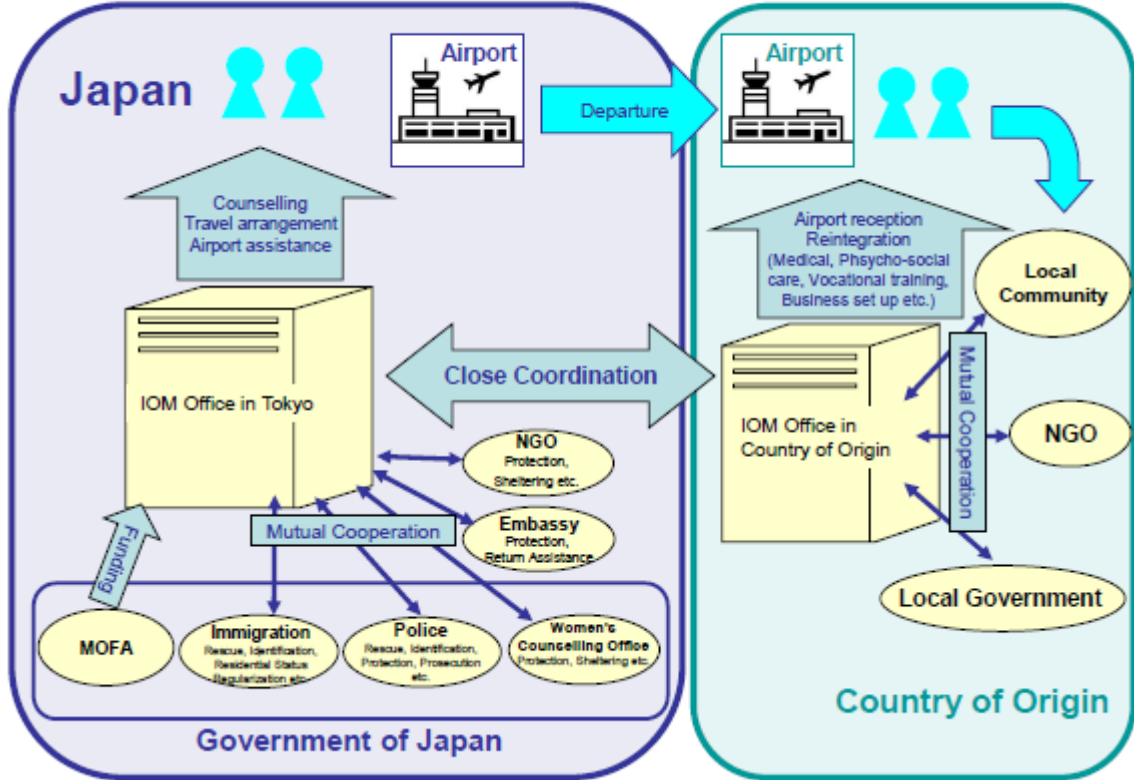 Japan
Airport
Departure
Airport
Counselling
Travel arrangement
Airport assistance
Airport reception
Reintegration
(Medical, Phsycho-social
care, Vocational training,
Business set up etc.)
Local
Community
IOM Office in Tokyo
Close Coordination
IOM Office in
Country of Origin
Mutual Cooperation
NGO
NGO
Protection,
Sheltering etc.
Embassy
Protection,
Return Assistance
Mutual Cooperation
Funding
Local Government
MOFA
Immigration
Rescue, Identification,
Residential Status
Regularization etc
Police
Rescue, Identification,
Protection, Prosecution
etc.
Women's
Counselling Office
Protection, Sheltering etc.
Government of Japan
Country of Origin